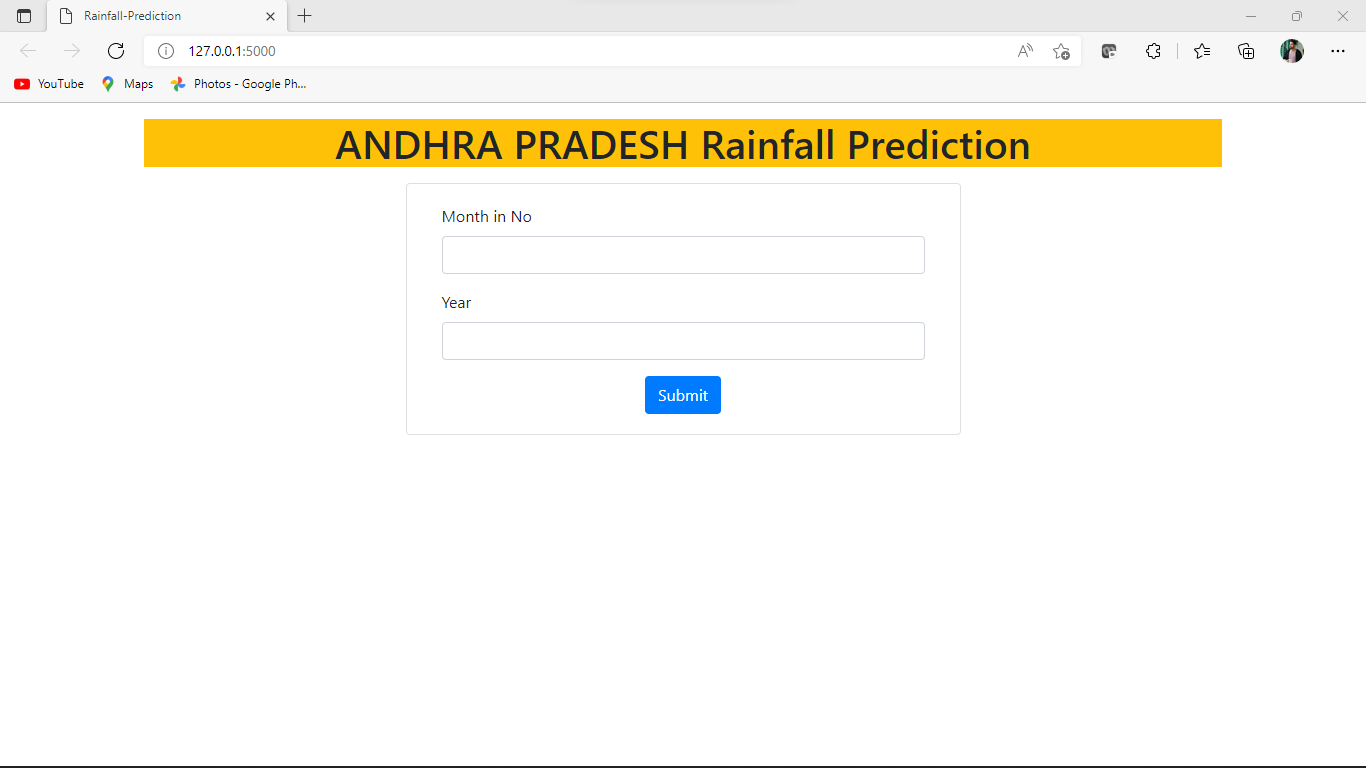 Rainfall-Prediction
127.0.0.1:5000
YouTube Maps Photos - Google Ph...
ANDHRA PRADESH Rainfall Prediction
Month in No
Year
Submit